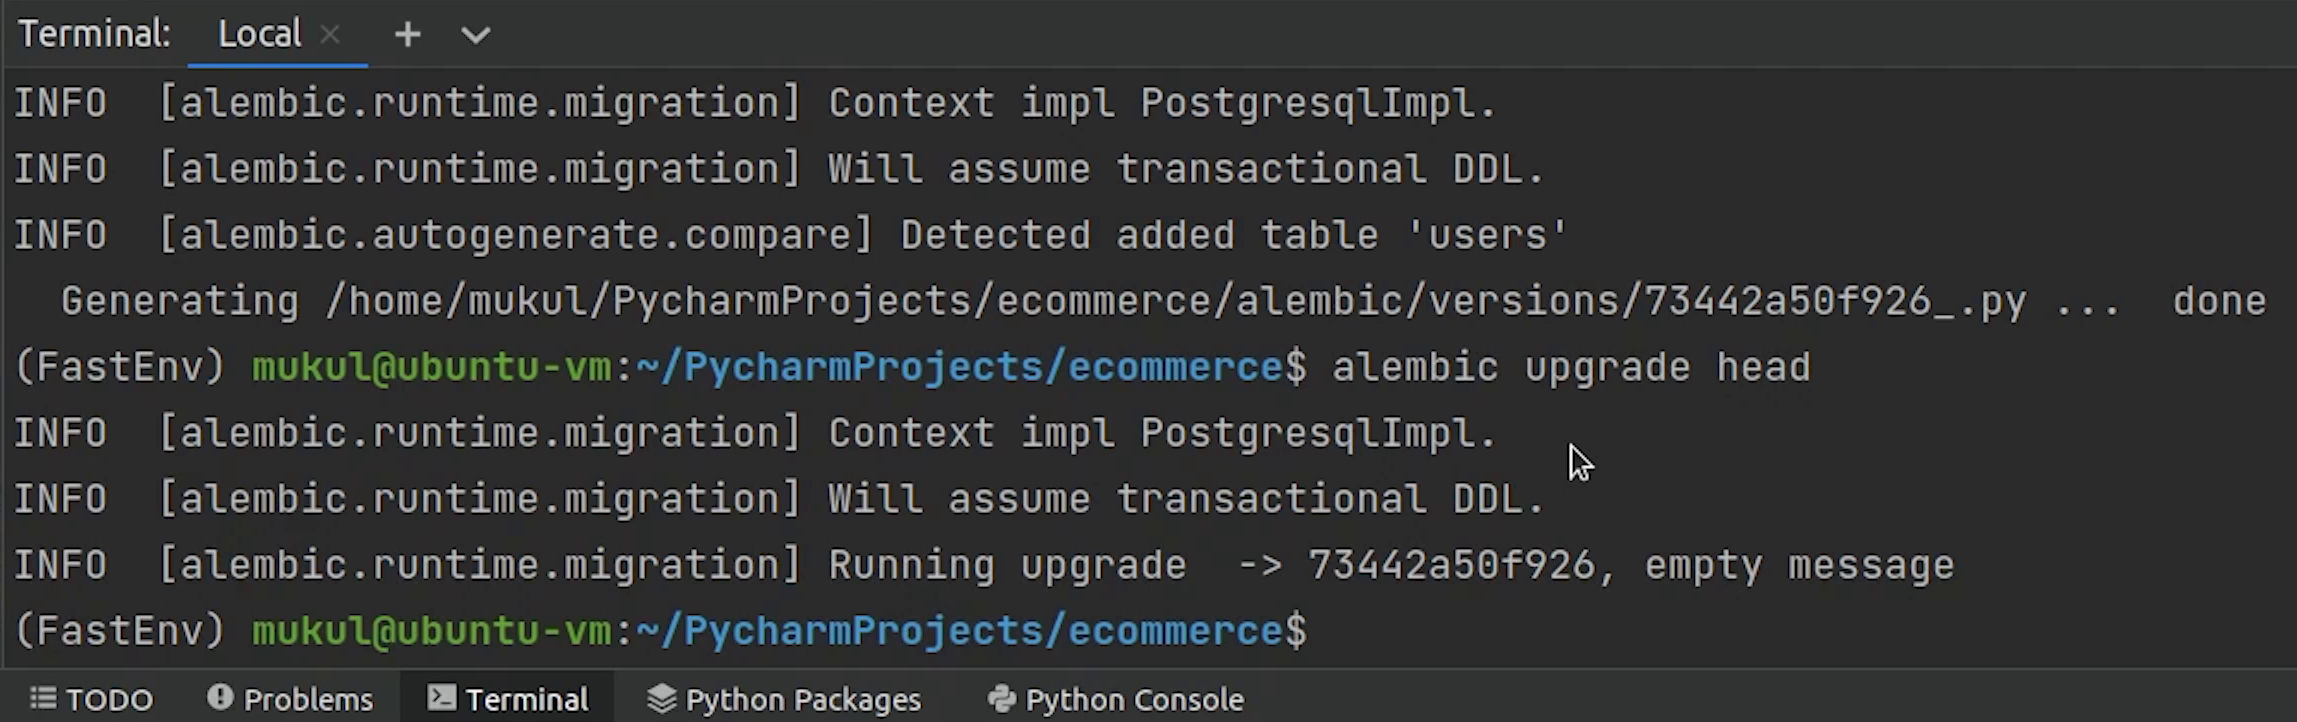 Terminal: Local × + 
INFO  [alembic.runtime.migration] Context impl PostgresqlImpl.
INFO  [alembic.runtime.migration] Will assume transactional DDL.
INFO  [alembic.autogenerate.compare] Detected added table 'users'
  Generating /home/mukul/PycharmProjects/ecommerce/alembic/versions/73442a50f926_.py ...  done
(FastEnv) mukul@ubuntu-vm:~/PycharmProjects/ecommerce$ alembic upgrade head
INFO  [alembic.runtime.migration] Context impl PostgresqlImpl.
INFO  [alembic.runtime.migration] Will assume transactional DDL.
INFO  [alembic.runtime.migration] Running upgrade  -> 73442a50f926, empty message
(FastEnv) mukul@ubuntu-vm:~/PycharmProjects/ecommerce$
TODO Problems Terminal Python Packages Python Console